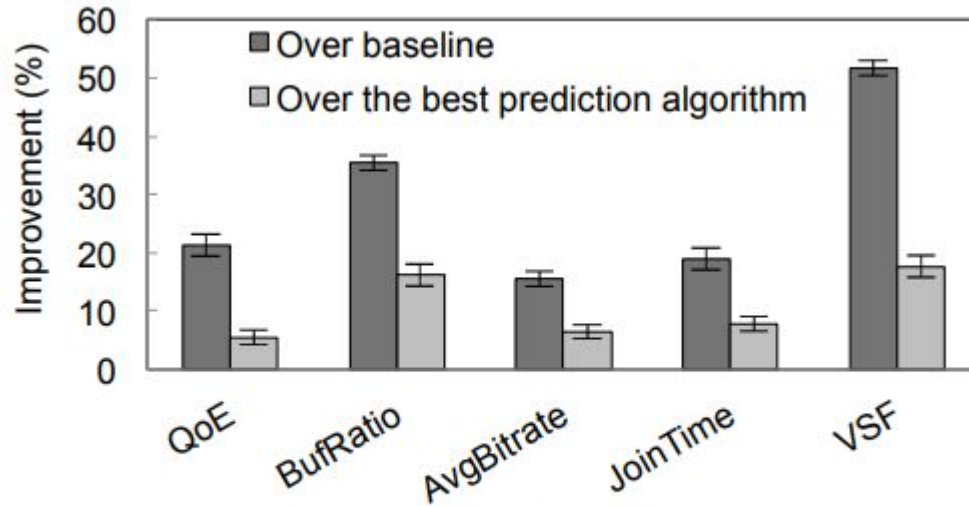 Improvement (%)
60
50
40
30
20
10
0
Over baseline
Over the best prediction algorithm
QoE
BufRatio
AvgBitrate
JoinTime
VSF